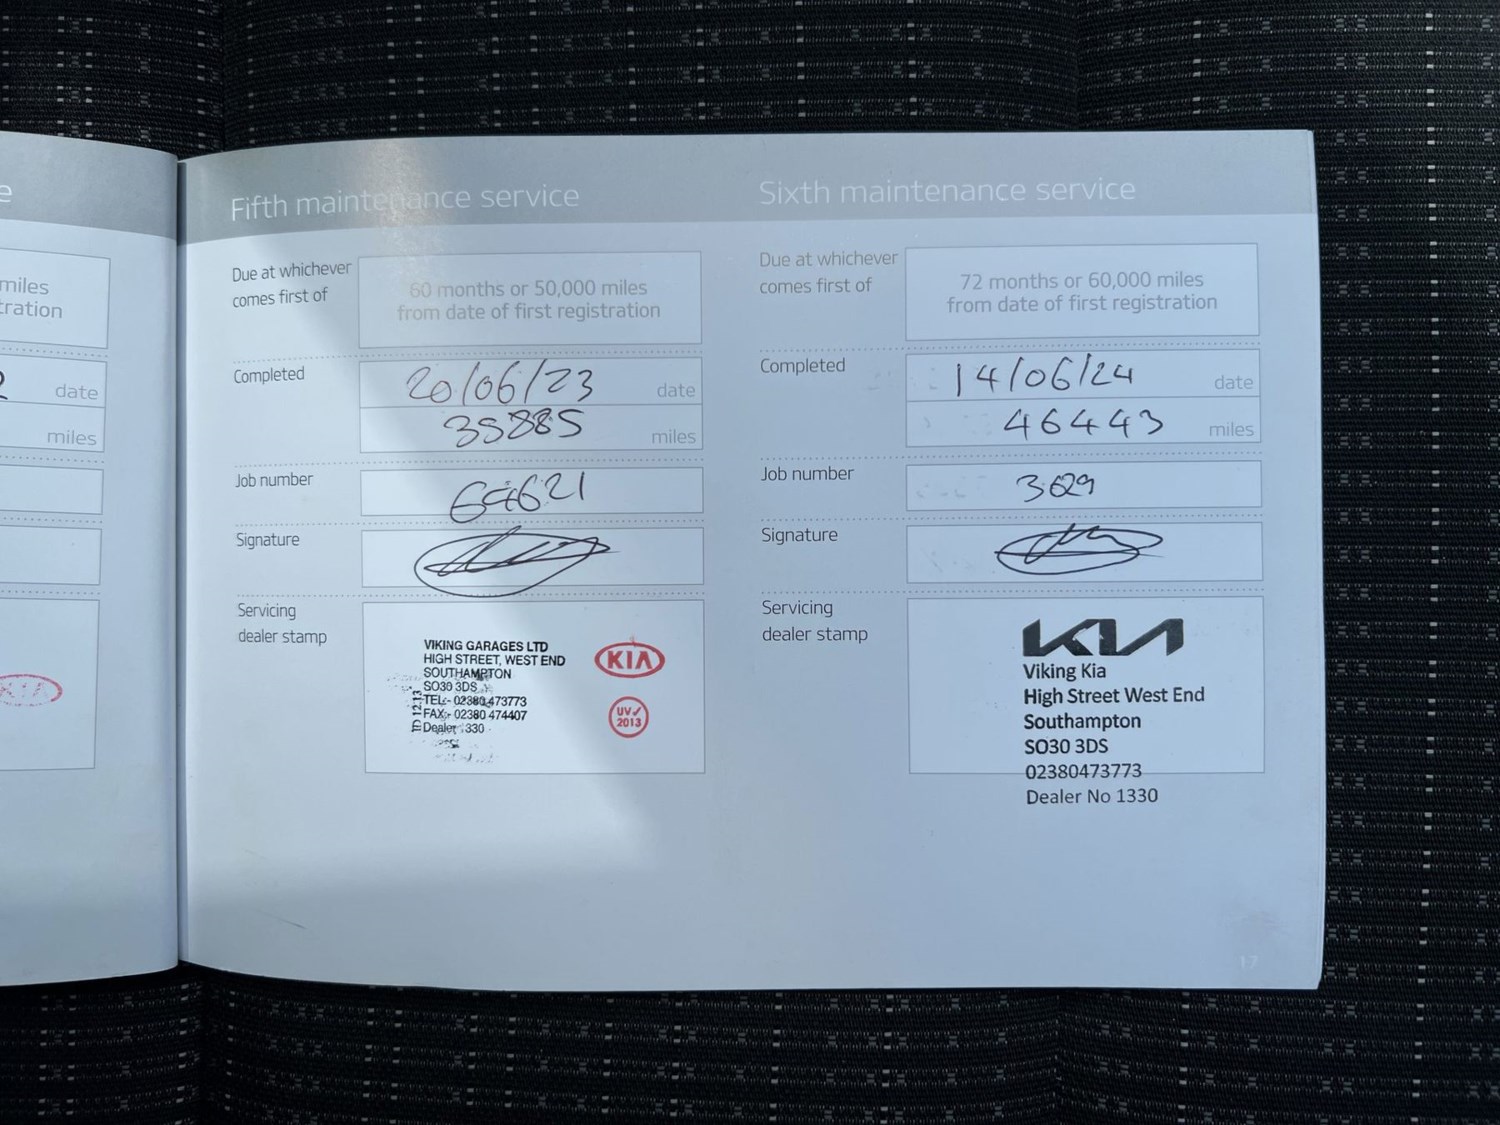 e
miles
tration
2 date
miles
KIA
Fifth maintenance service
Due at whichever
comes first of
60 months or 50,000 miles
from date of first registration
Completed
20/06/23 date
35885 miles
Job number
64621
Signature
Servicing
dealer stamp
VIKING GARAGES LTD
HIGH STREET, WEST END
SOUTHAMPTON
SO30 3DS
TEL:- 02380 473773
FAX:- 02380 474407
Dealer 1330
KIA
UV✓
2013
Sixth maintenance service
Due at whichever
comes first of
72 months or 60,000 miles
from date of first registration
Completed
14/06/24 date
46443 miles
Job number
3629
Signature
Servicing
dealer stamp
KIA
Viking Kia
High Street West End
Southampton
SO30 3DS
02380473773
Dealer No 1330
17